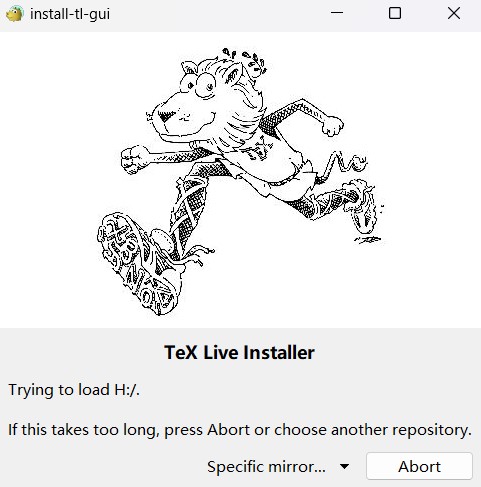 install-tl-gui
TeX Live Installer
Trying to load H:/.
If this takes too long, press Abort or choose another repository.
Specific mirror... Abort